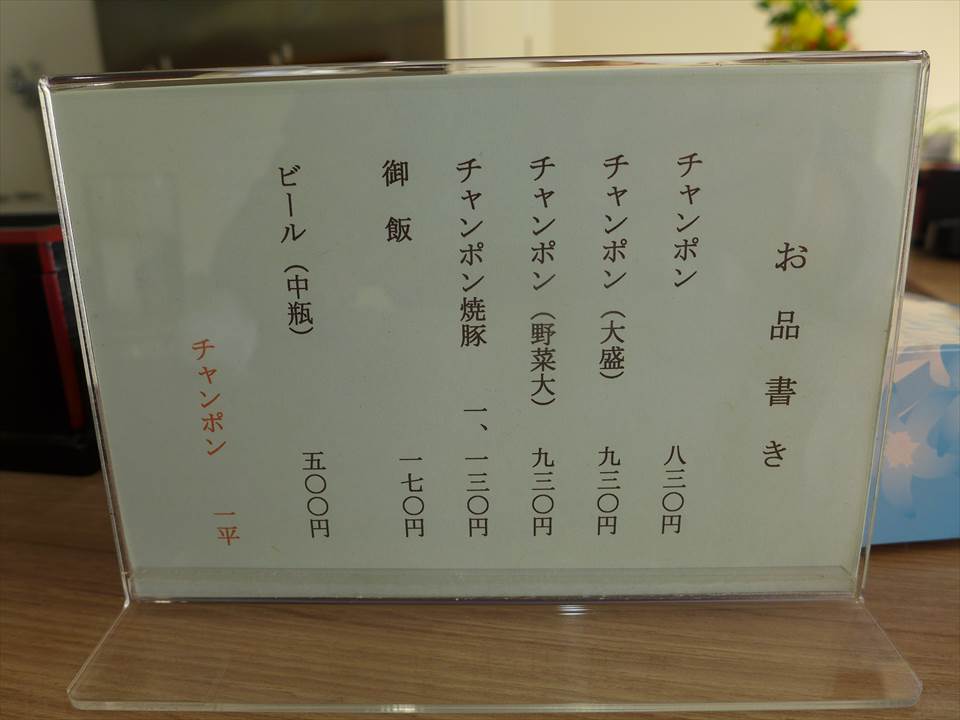 お品書き
チャンポン 八三〇円
チャンポン（大盛） 九三〇円
チャンポン（野菜大） 九三〇円
チャンポン焼豚 一、一三〇円
御飯 一七〇円
ビール（中瓶） 五〇〇円
チャンポン 一平